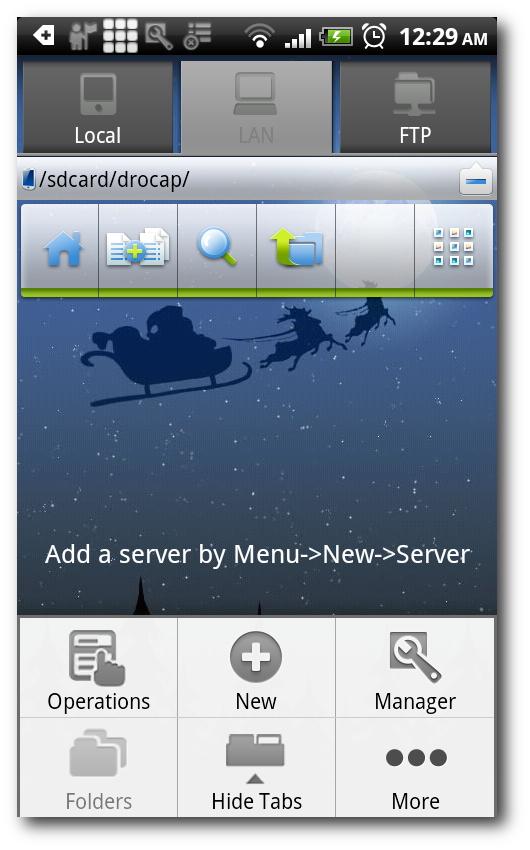 12:29 AM
Local
LAN
FTP
/sdcard/drocap/
Add a server by Menu->New->Server
Operations
New
Manager
Folders
Hide Tabs
More